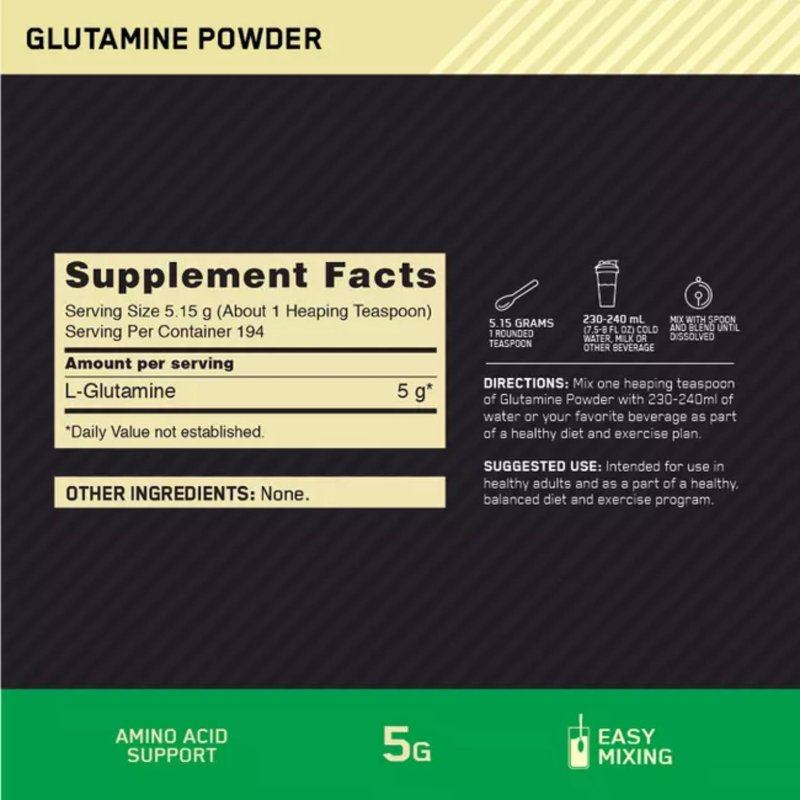 GLUTAMINE POWDER
Supplement Facts
Serving Size 5.15 g (About 1 Heaping Teaspoon)
Serving Per Container 194
Amount per serving
L-Glutamine 5 g*
*Daily Value not established.
OTHER INGREDIENTS: None.
5.15 GRAMS
1 ROUNDED
TEASPOON
230-240 mL
(7.5-8 FL OZ) COLD
WATER, MILK OR
OTHER BEVERAGE
MIX WITH SPOON
AND BLEND UNTIL
DISSOLVED
DIRECTIONS: Mix one heaping teaspoon
of Glutamine Powder with 230-240ml of
water or your favorite beverage as part
of a healthy diet and exercise plan.
SUGGESTED USE: Intended for use in
healthy adults and as a part of a healthy,
balanced diet and exercise program.
AMINO ACID
SUPPORT
5G
EASY
MIXING